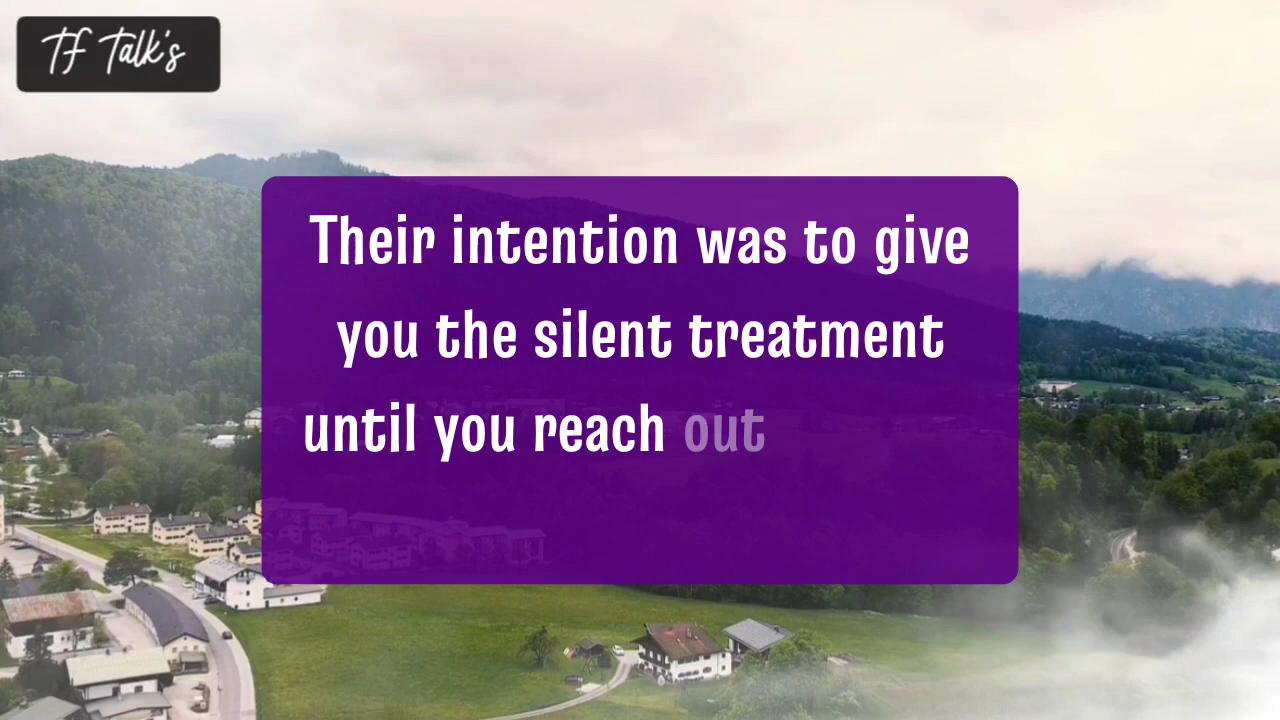 TF Talk's
Their intention was to give
you the silent treatment
until you reach out